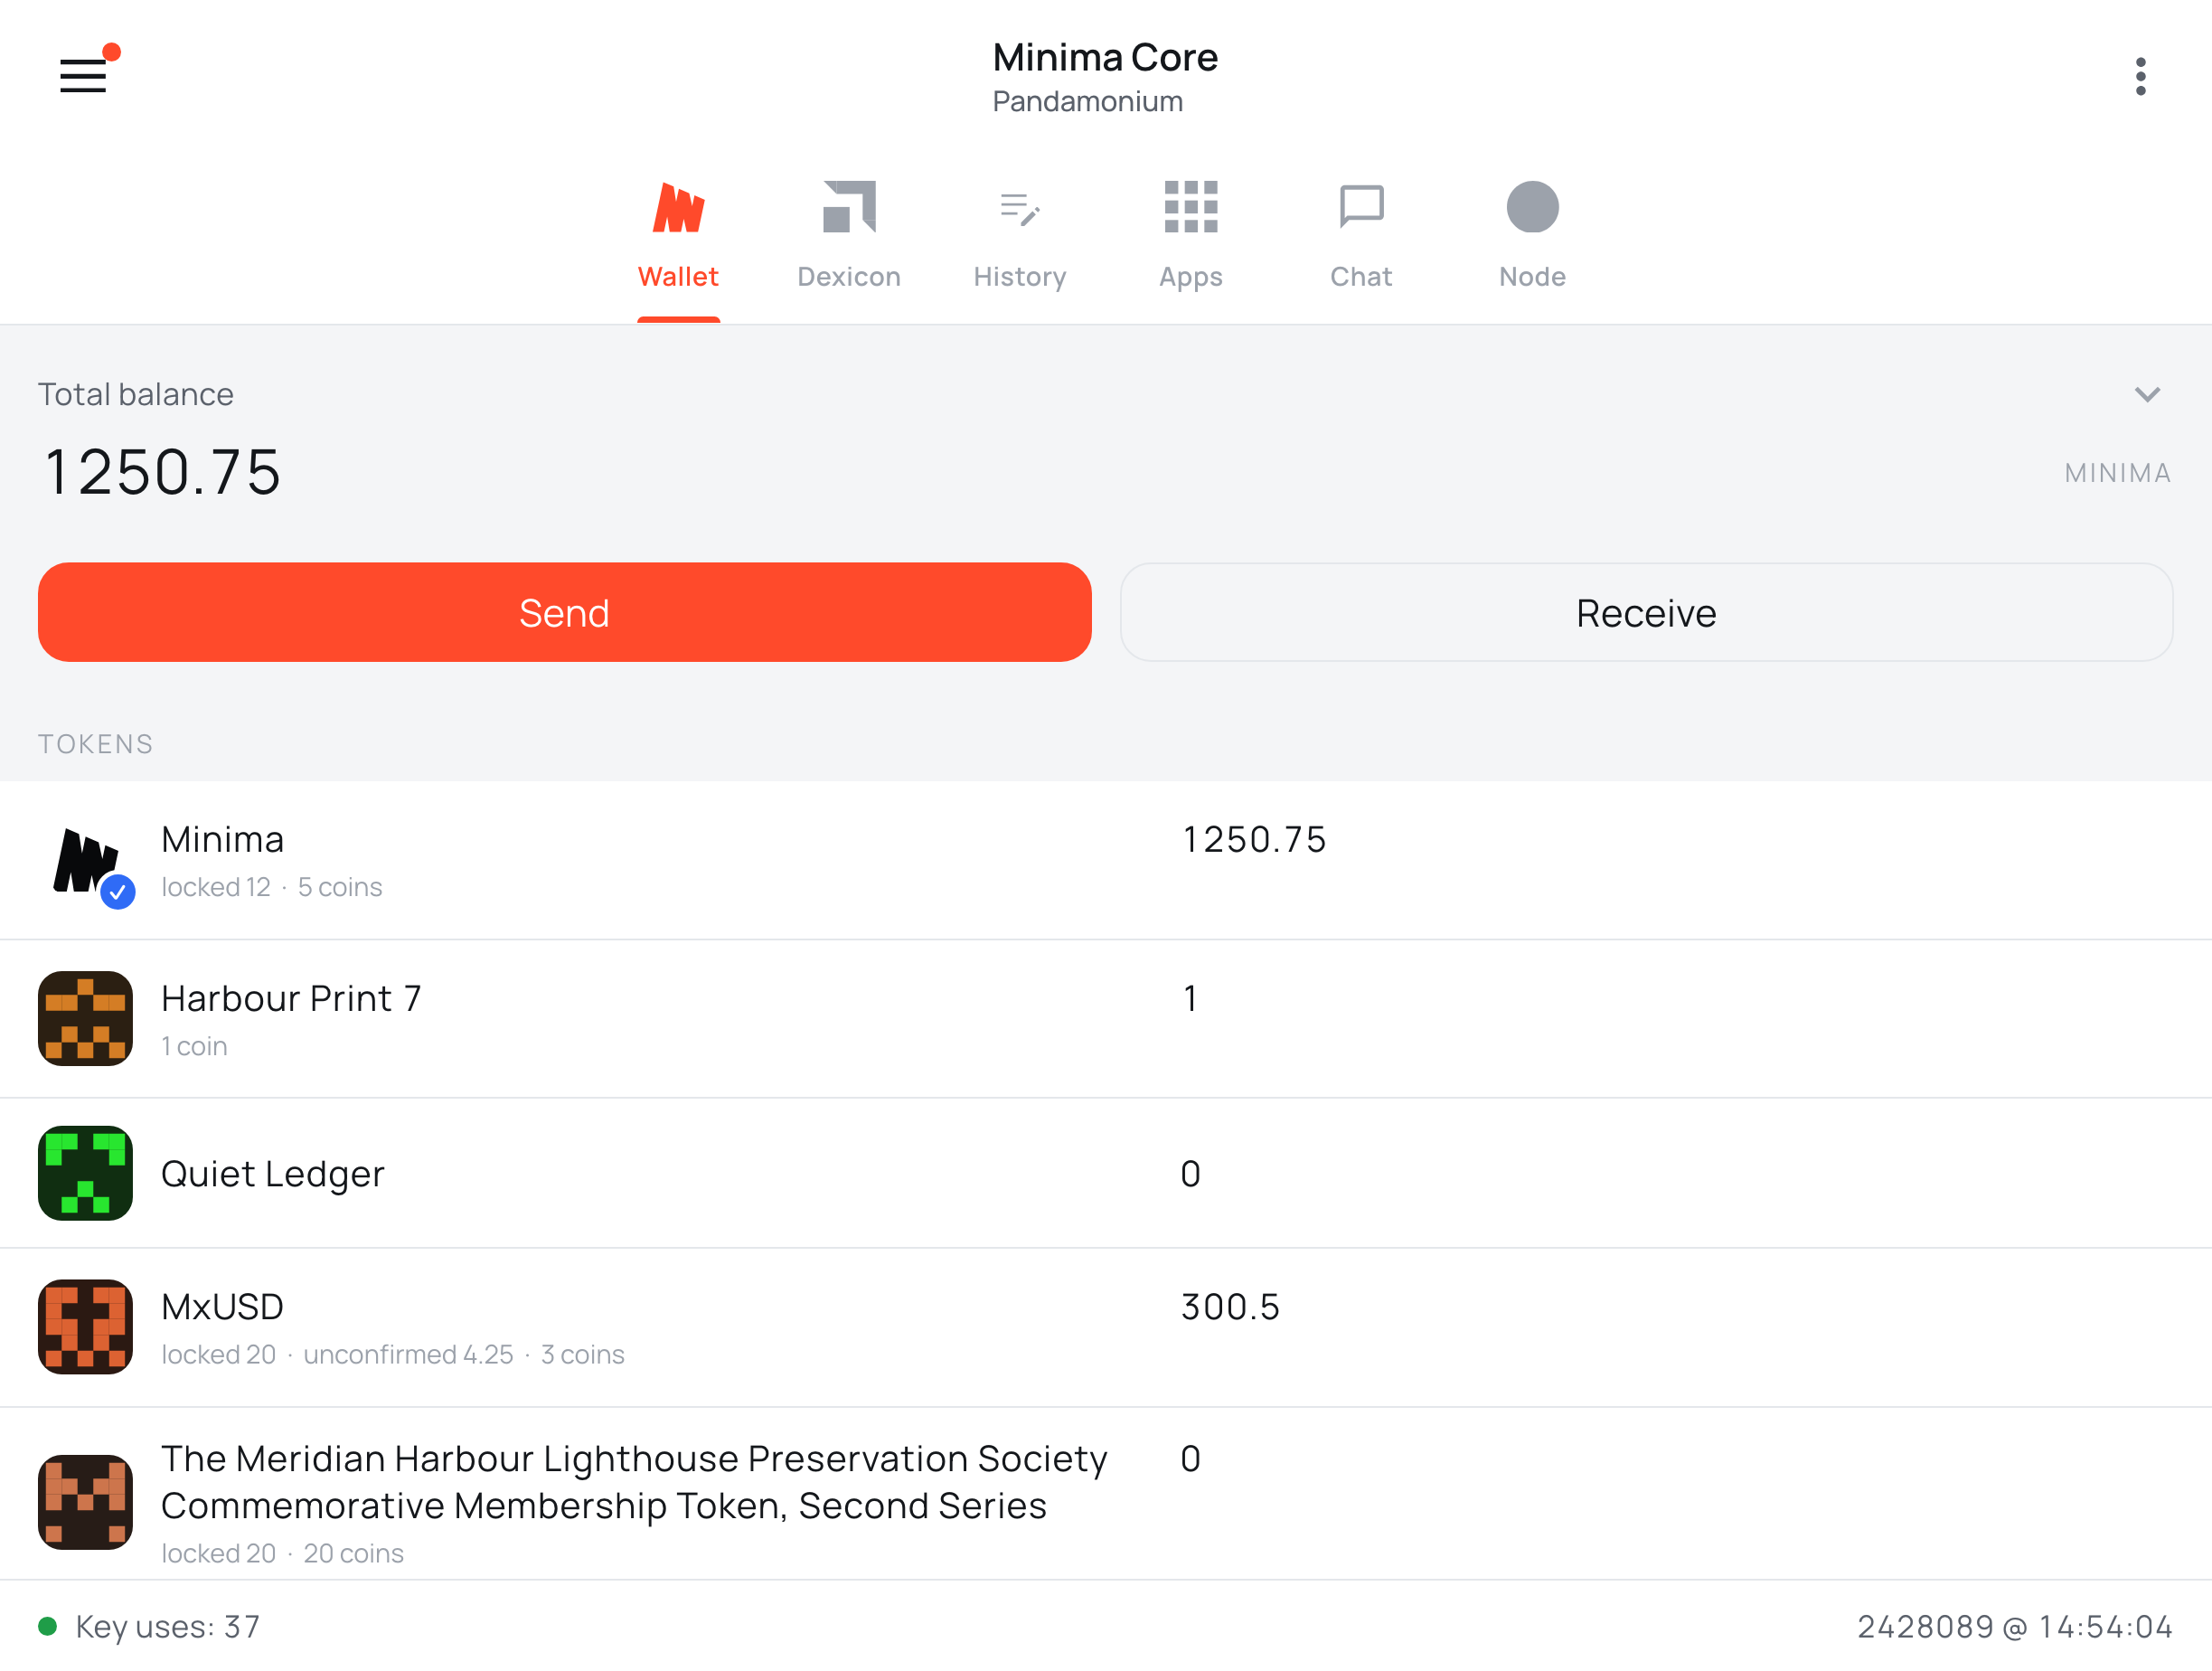 Minima Core
Pandamonium
Wallet
Dexicon
History
Apps
Chat
Node
Total balance
1250.75
MINIMA
Send
Receive
TOKENS
Minima
1250.75
locked 12 · 5 coins
Harbour Print 7
1
1 coin
Quiet Ledger
0
MxUSD
300.5
locked 20 · unconfirmed 4.25 · 3 coins
The Meridian Harbour Lighthouse Preservation Society
0
Commemorative Membership Token, Second Series
locked 20 · 20 coins
Key uses: 37
2428089 @ 14:54:04